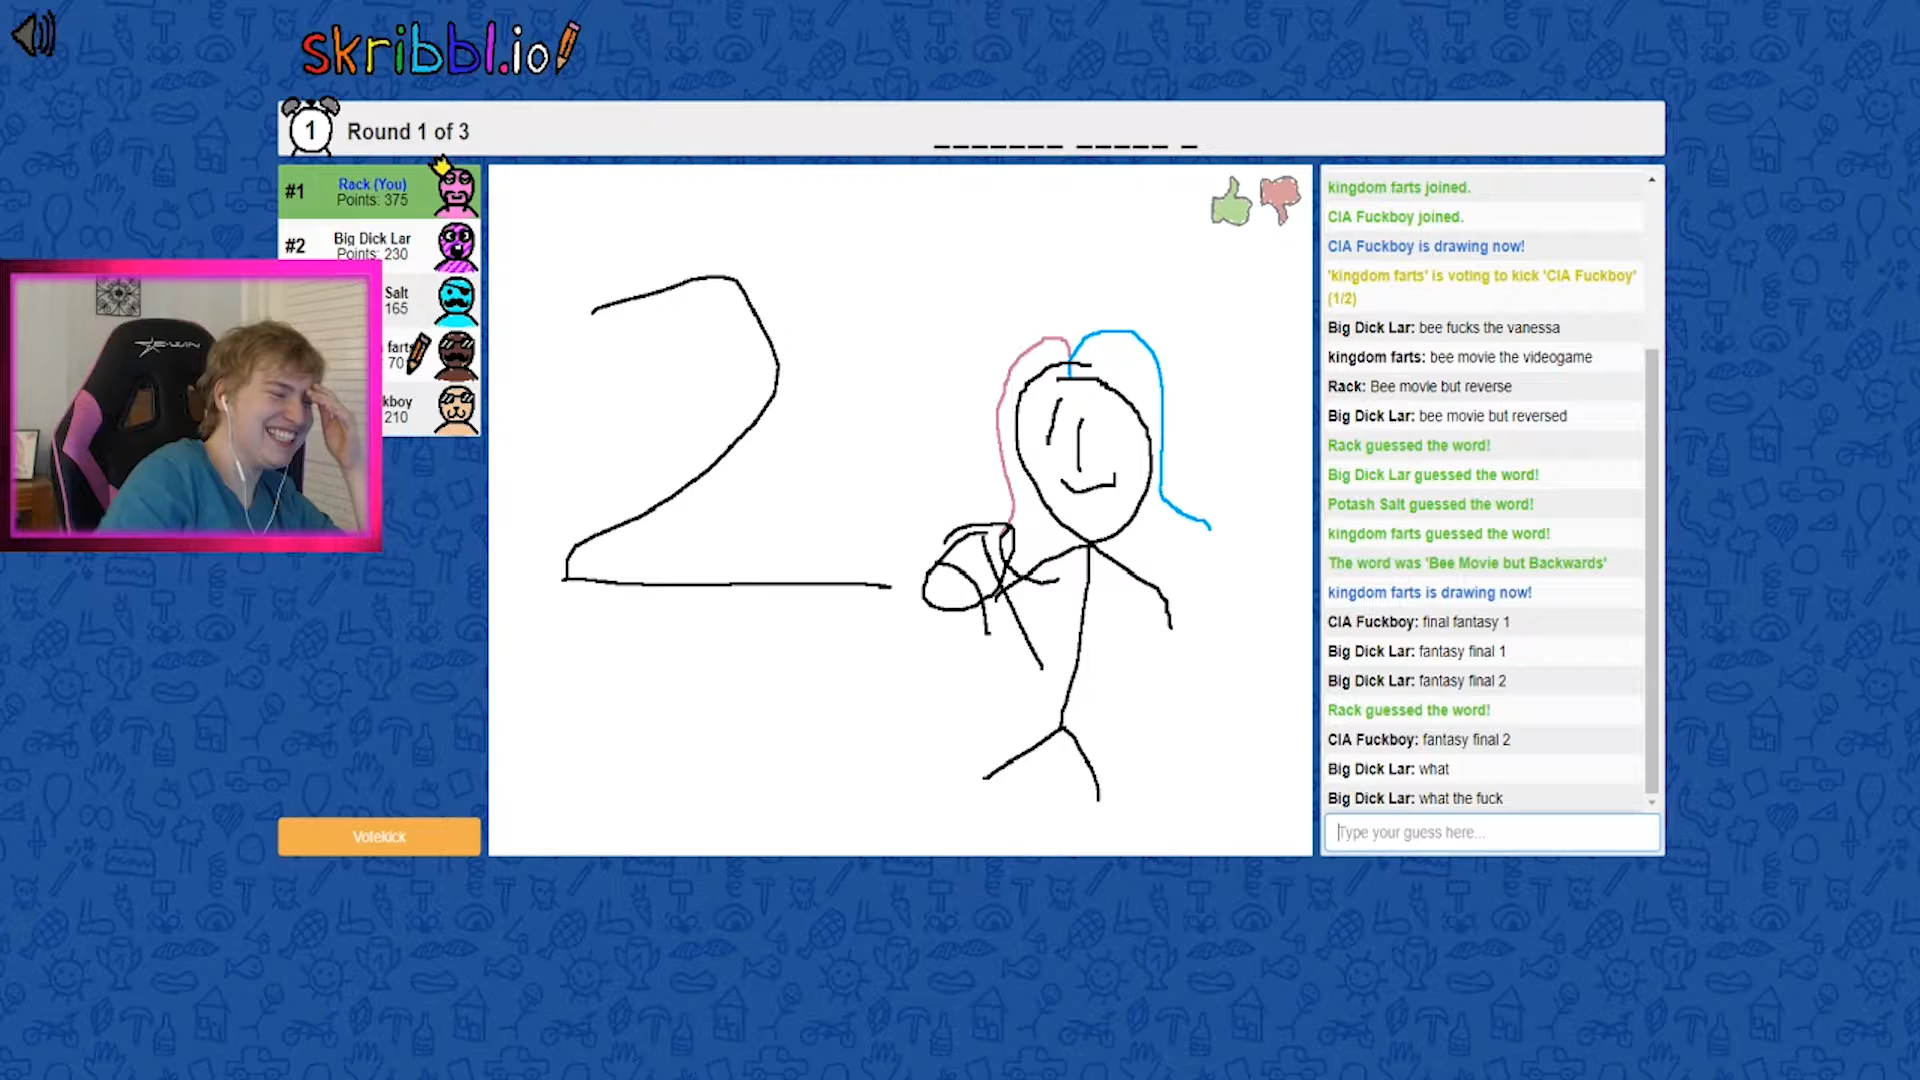 skribbl.io
1
Round 1 of 3
_______ _____ _
#1
Rack (You)
Points: 375
#2
Big Dick Lar
Points: 230
Salt
165
farts
70
kboy
210
E-WIN
Votekick
2
kingdom farts joined.
CIA Fuckboy joined.
CIA Fuckboy is drawing now!
'kingdom farts' is voting to kick 'CIA Fuckboy'
(1/2)
Big Dick Lar: bee fucks the vanessa
kingdom farts: bee movie the videogame
Rack: Bee movie but reverse
Big Dick Lar: bee movie but reversed
Rack guessed the word!
Big Dick Lar guessed the word!
Potash Salt guessed the word!
kingdom farts guessed the word!
The word was 'Bee Movie but Backwards'
kingdom farts is drawing now!
CIA Fuckboy: final fantasy 1
Big Dick Lar: fantasy final 1
Big Dick Lar: fantasy final 2
Rack guessed the word!
CIA Fuckboy: fantasy final 2
Big Dick Lar: what
Big Dick Lar: what the fuck
Type your guess here...